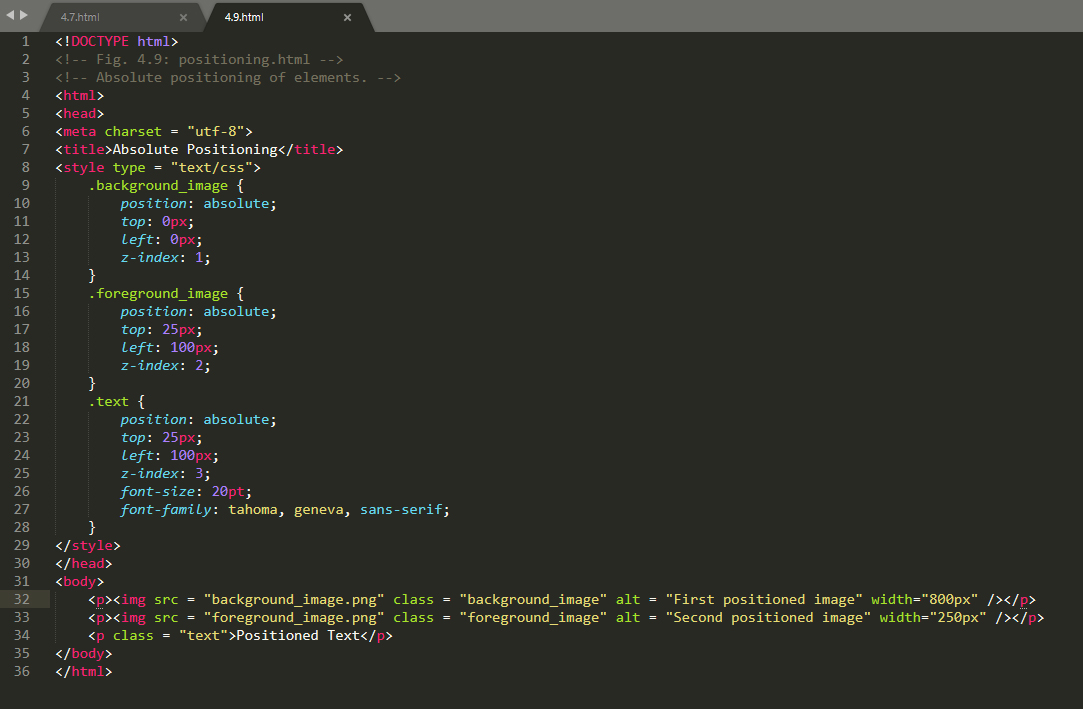 4.7.html × 4.9.html ×
1 <!DOCTYPE html>
2 <!-- Fig. 4.9: positioning.html -->
3 <!-- Absolute positioning of elements. -->
4 <html>
5 <head>
6 <meta charset = "utf-8">
7 <title>Absolute Positioning</title>
8 <style type = "text/css">
9     .background_image {
10         position: absolute;
11         top: 0px;
12         left: 0px;
13         z-index: 1;
14     }
15     .foreground_image {
16         position: absolute;
17         top: 25px;
18         left: 100px;
19         z-index: 2;
20     }
21     .text {
22         position: absolute;
23         top: 25px;
24         left: 100px;
25         z-index: 3;
26         font-size: 20pt;
27         font-family: tahoma, geneva, sans-serif;
28     }
29 </style>
30 </head>
31 <body>
32     <p><img src = "background_image.png" class = "background_image" alt = "First positioned image" width="800px" /></p>
33     <p><img src = "foreground_image.png" class = "foreground_image" alt = "Second positioned image" width="250px" /></p>
34     <p class = "text">Positioned Text</p>
35 </body>
36 </html>